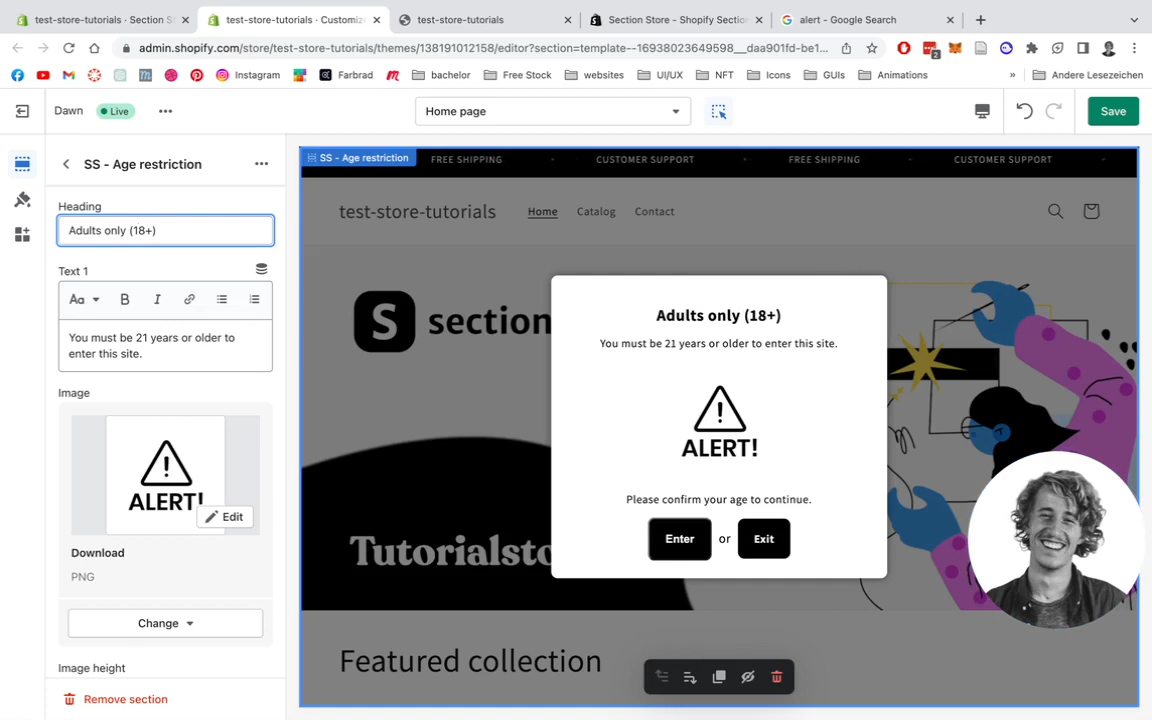 test-store-tutorials · Section S
test-store-tutorials · Customiz
test-store-tutorials
Section Store - Shopify Section
alert - Google Search
admin.shopify.com/store/test-store-tutorials/themes/138191012158/editor?section=template--16938023649598__daa901fd-be1...
2
Instagram
Farbrad
bachelor
Free Stock
websites
UI/UX
NFT
Icons
GUIs
Animations
»
Andere Lesezeichen
Dawn
Live
Home page
Save
SS - Age restriction
Heading
Adults only (18+)
Text 1
Aa
B
I
You must be 21 years or older to
enter this site.
Image
ALERT!
Edit
Download
PNG
Change
Image height
Remove section
SS - Age restriction
FREE SHIPPING
CUSTOMER SUPPORT
FREE SHIPPING
CUSTOMER SUPPORT
test-store-tutorials
Home
Catalog
Contact
S
section
Adults only (18+)
You must be 21 years or older to enter this site.
ALERT!
Please confirm your age to continue.
Enter
or
Exit
Tutorialsto
Featured collection